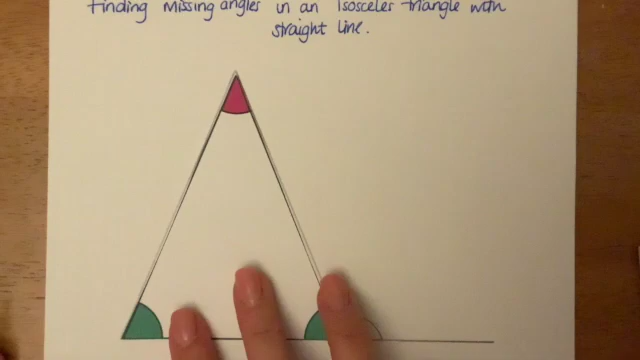 Finding Missing angles in an Isosceles triangle with
straight line.